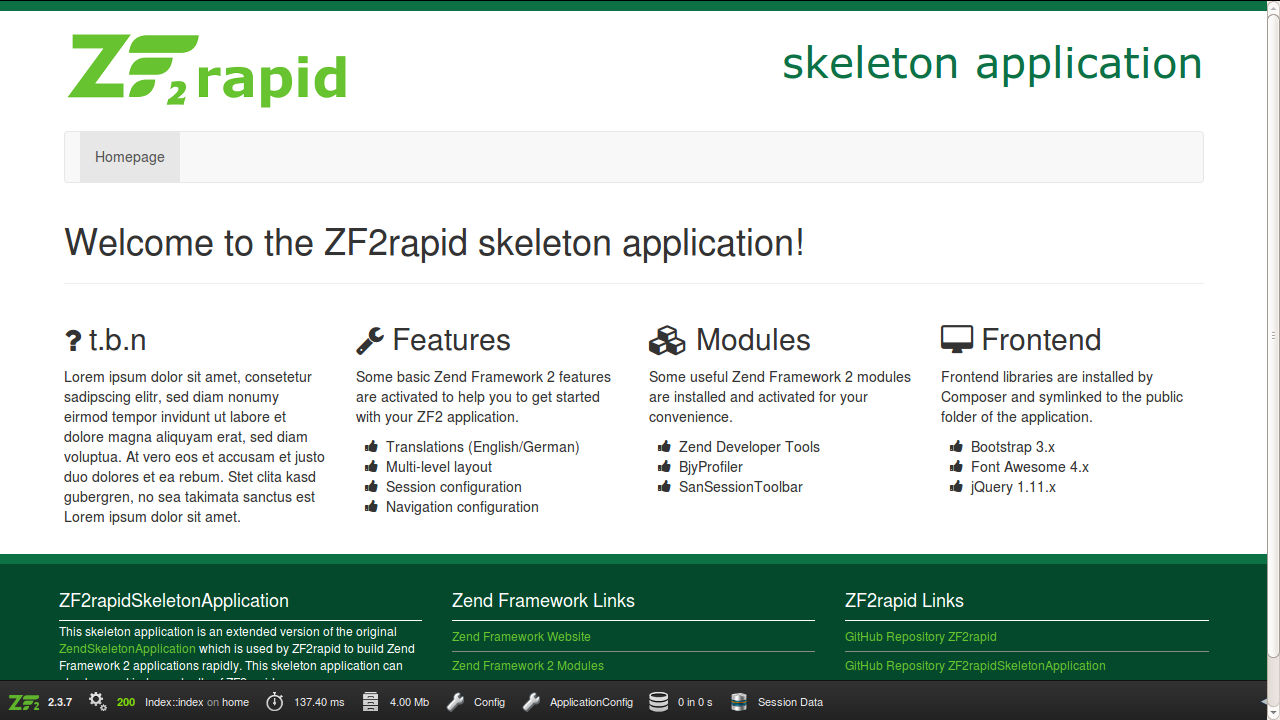 ZF2rapid
skeleton application
Homepage
Welcome to the ZF2rapid skeleton application!
? t.b.n
Lorem ipsum dolor sit amet, consetetur
sadipscing elitr, sed diam nonumy
eirmod tempor invidunt ut labore et
dolore magna aliquyam erat, sed diam
voluptua. At vero eos et accusam et justo
duo dolores et ea rebum. Stet clita kasd
gubergren, no sea takimata sanctus est
Lorem ipsum dolor sit amet.
Features
Some basic Zend Framework 2 features
are activated to help you to get started
with your ZF2 application.
Translations (English/German)
Multi-level layout
Session configuration
Navigation configuration
Modules
Some useful Zend Framework 2 modules
are installed and activated for your
convenience.
Zend Developer Tools
BjyProfiler
SanSessionToolbar
Frontend
Frontend libraries are installed by
Composer and symlinked to the public
folder of the application.
Bootstrap 3.x
Font Awesome 4.x
jQuery 1.11.x
ZF2rapidSkeletonApplication
This skeleton application is an extended version of the original
ZendSkeletonApplication which is used by ZF2rapid to build Zend
Framework 2 applications rapidly. This skeleton application can
Zend Framework Links
Zend Framework Website
Zend Framework 2 Modules
ZF2rapid Links
GitHub Repository ZF2rapid
GitHub Repository ZF2rapidSkeletonApplication
ZF2 2.3.7 200 Index::index on home 137.40 ms 4.00 Mb Config ApplicationConfig 0 in 0 s Session Data